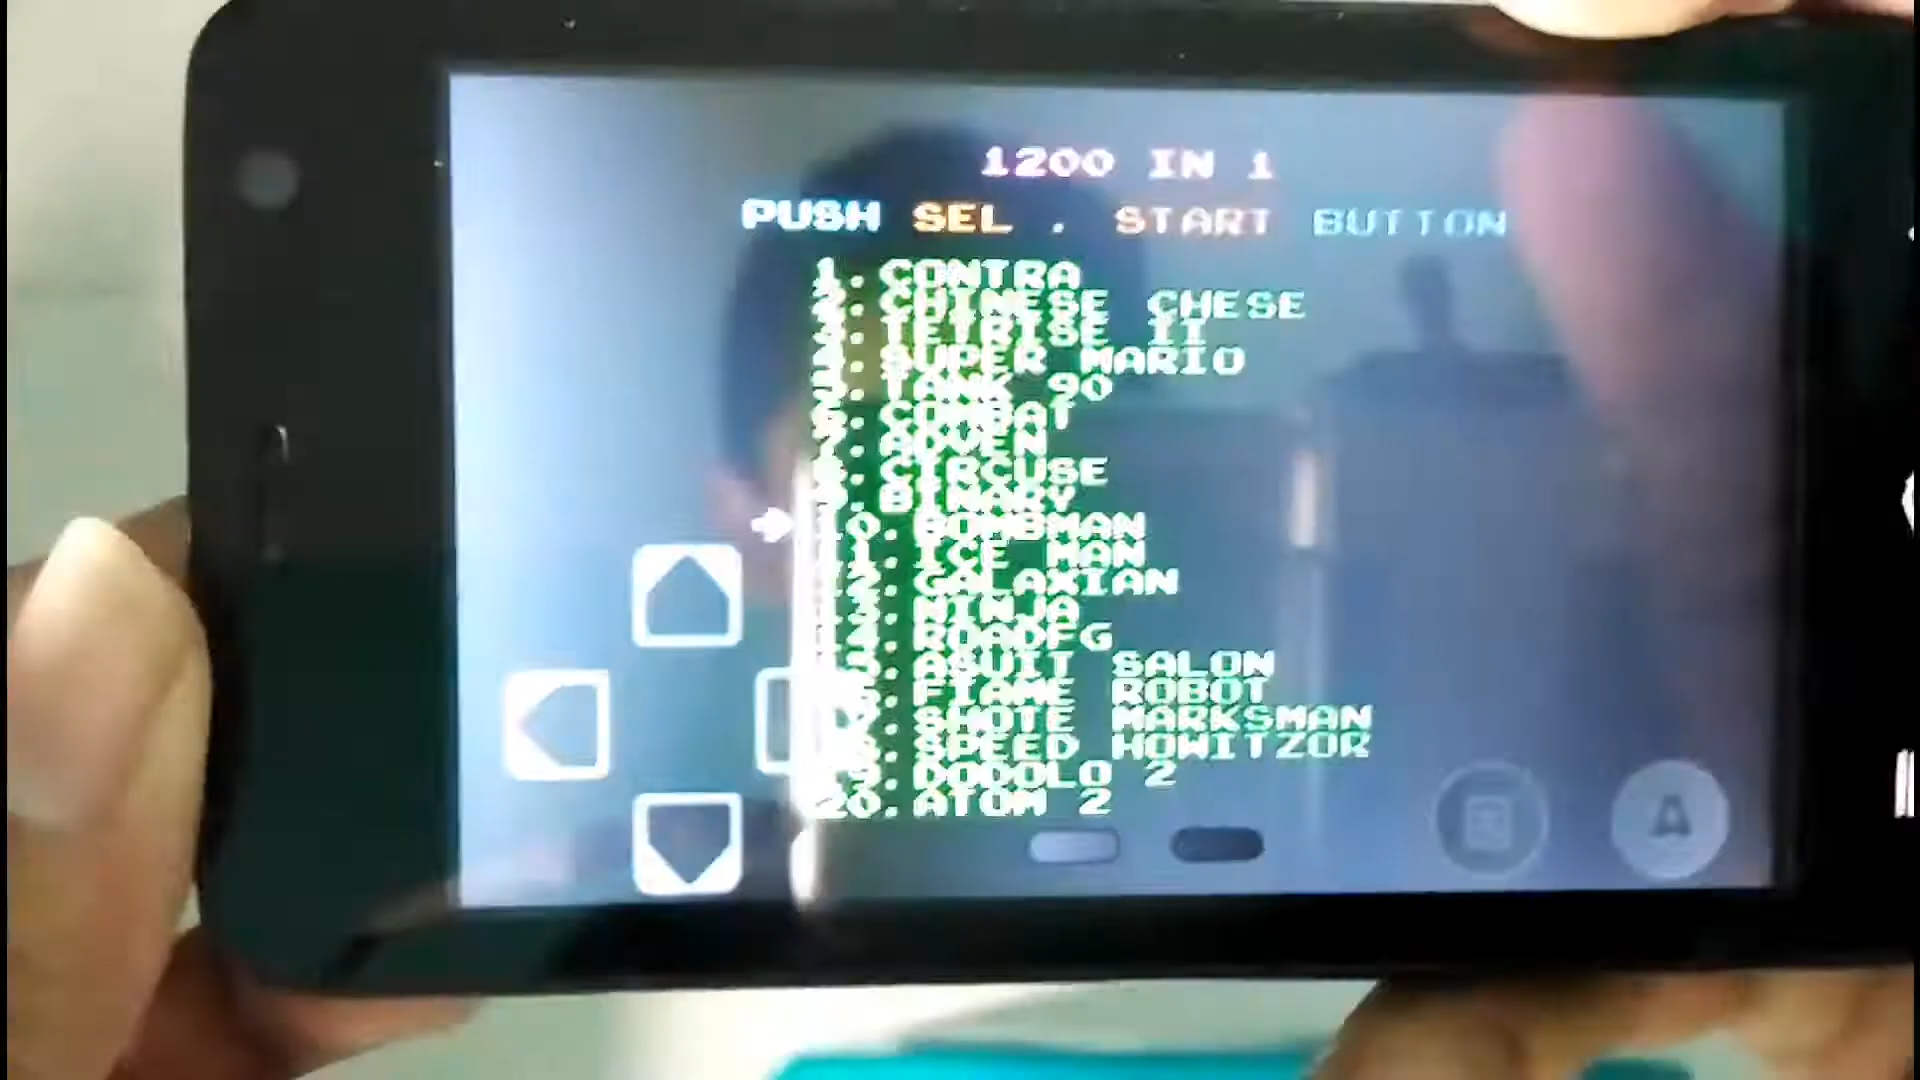 1200 IN 1
PUSH SEL . START BUTTON
1. CONTRA
2. CHINESE CHESE
3. TETRISE II
4. SUPER MARIO
5. TANK 90
6. COMBAT
7. ADVEN
8. CIRCUSE
9. BINARY
10. BOMBMAN
11. ICE MAN
12. GALAXIAN
13. NINJA
14. ROADFG
15. ASUIT SALON
16. FIAME ROBOT
17. SHOTE MARKSMAN
18. SPEED HOWITZOR
19. DODOLO 2
20. ATOM 2
A